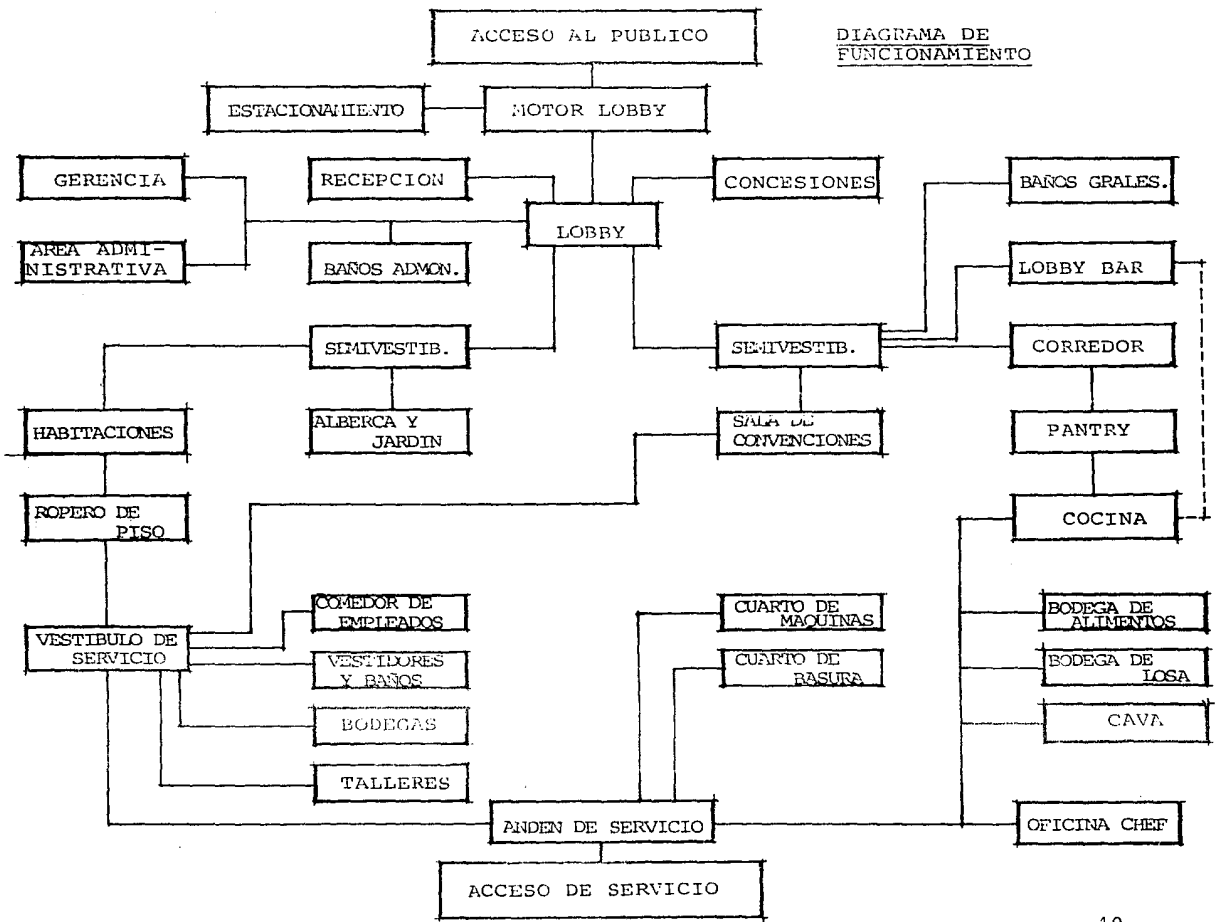 ACCESO AL PUBLICO
DIAGRAMA DE
FUNCIONAMIENTO
ESTACIONAMIENTO
MOTOR LOBBY
GERENCIA
RECEPCION
CONCESIONES
BAÑOS GRALES.
LOBBY
AREA ADMI-
NISTRATIVA
BAÑOS ADMON.
LOBBY BAR
SEMIVESTIB.
SEMIVESTIB.
CORREDOR
HABITACIONES
ALBERCA Y
JARDIN
SALA DE
CONVENCIONES
PANTRY
ROPERO DE
PISO
COCINA
COMEDOR DE
EMPLEADOS
CUARTO DE
MAQUINAS
BODEGA DE
ALIMENTOS
VESTIBULO DE
SERVICIO
VESTIDORES
Y BAÑOS
CUARTO DE
BASURA
BODEGA DE
LOSA
BODEGAS
CAVA
TALLERES
ANDEN DE SERVICIO
OFICINA CHEF
ACCESO DE SERVICIO